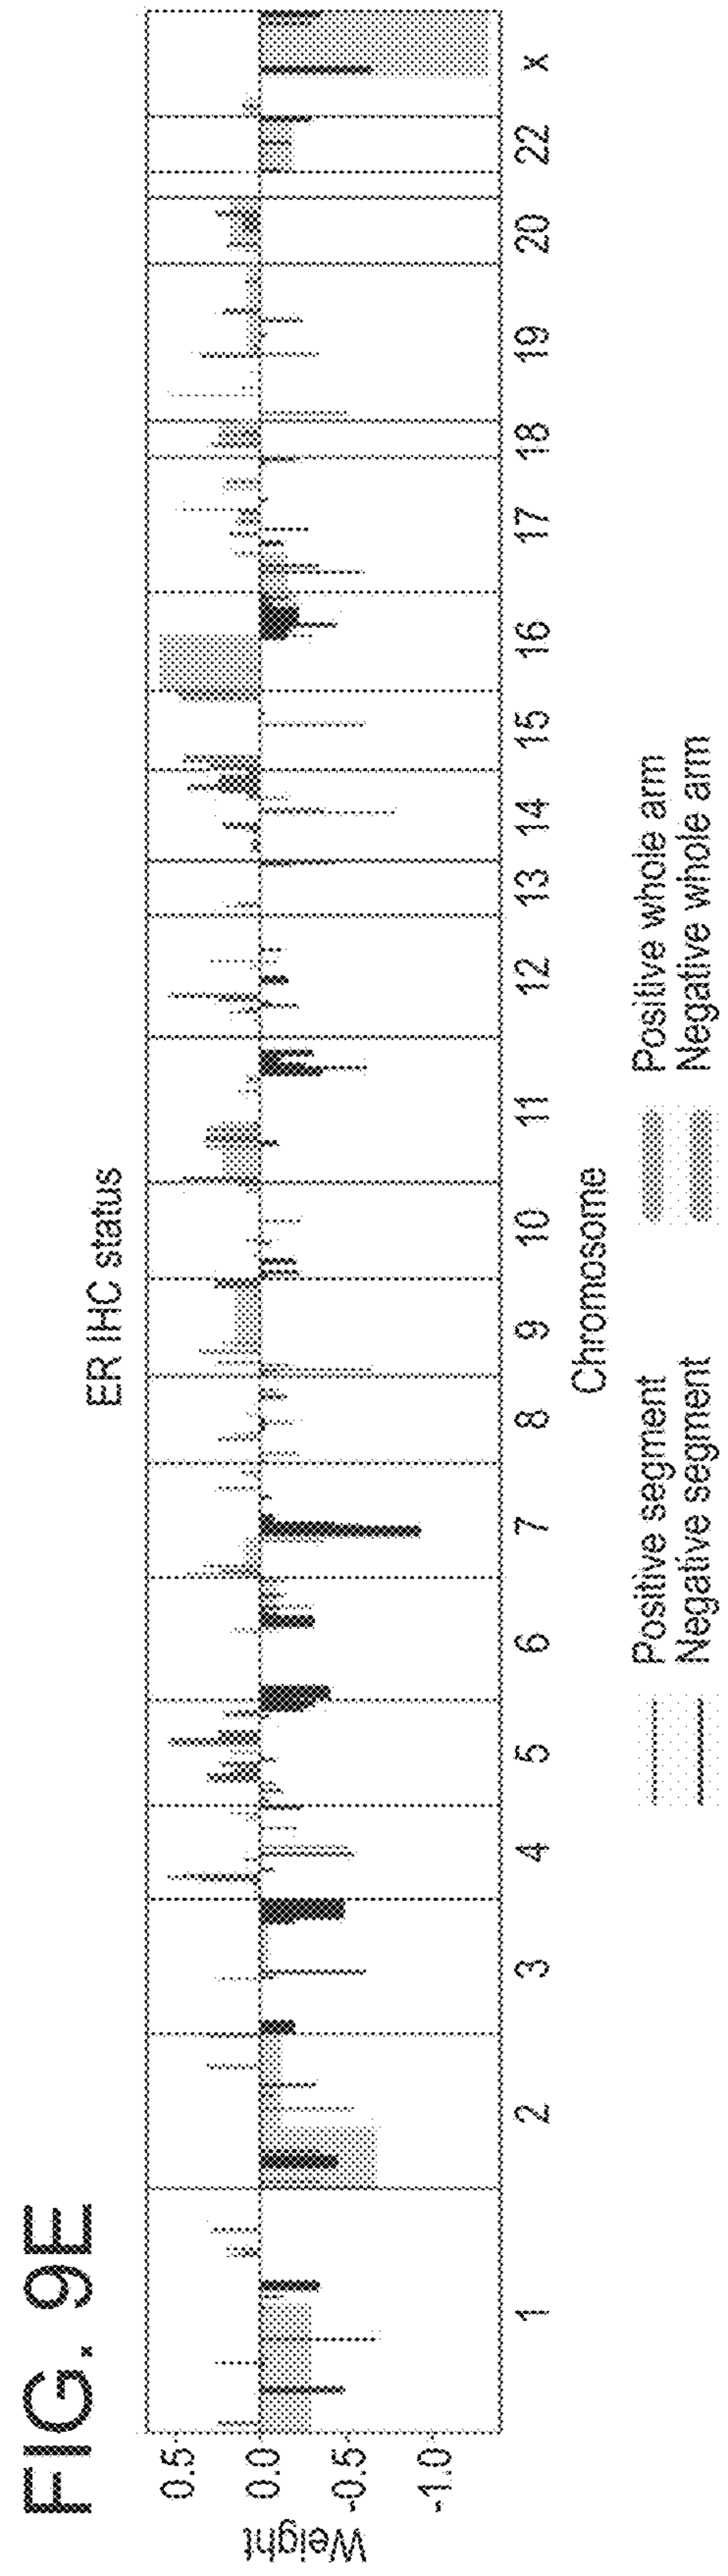 FIG. 9E
ER IHC status
0.5
0.0
-0.5
-1.0
Weight
1 2 3 4 5 6 7 8 9 10 11 12 13 14 15 16 17 18 19 20 22 x
Chromosome
Positive segment Positive whole arm
Negative segment Negative whole arm